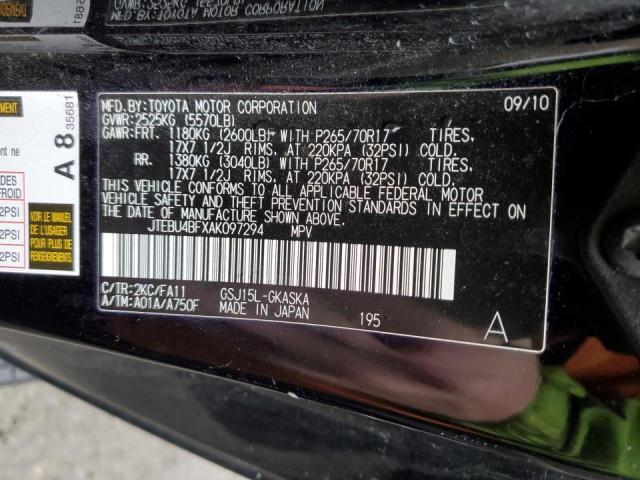 MFD.BY:TOYOTA MOTOR CORPORATION 09/10
GVWR:2525KG (5570LB)
GAWR:FRT. 1180KG (2600LB) WITH P265/70R17 TIRES,
17X7 1/2J RIMS, AT 220KPA (32PSI) COLD.
RR. 1380KG (3040LB) WITH P265/70R17 TIRES,
17X7 1/2J RIMS, AT 220KPA (32PSI) COLD.
THIS VEHICLE CONFORMS TO ALL APPLICABLE FEDERAL MOTOR
VEHICLE SAFETY AND THEFT PREVENTION STANDARDS IN EFFECT ON
THE DATE OF MANUFACTURE SHOWN ABOVE.
JTEBU4BFXAK097294 MPV
C/TR:2KC/FA11 GSJ15L-GKASKA
A/TM:A01A/A750F MADE IN JAPAN 195 A
A 8 35681
VOIR LE MANUEL
DE L'USAGER
POUR PLUS DE
2PSI
2PSI
2PSI